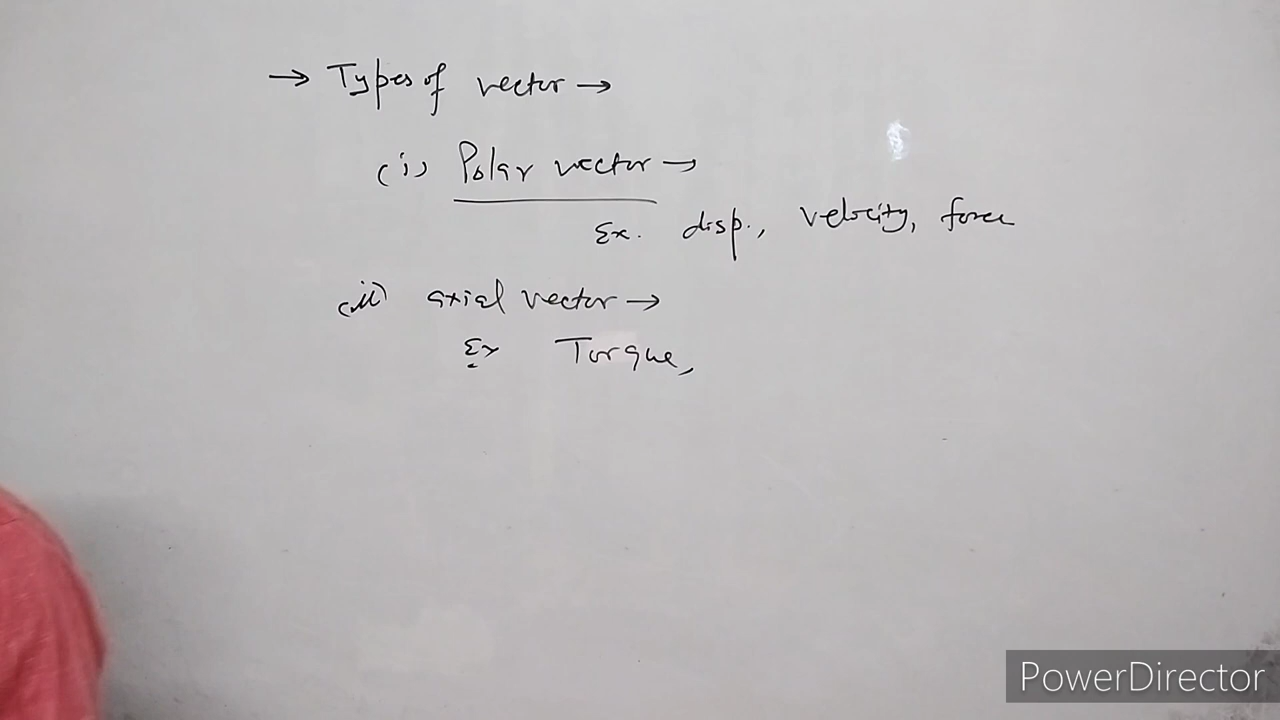 → Types of vector →
(i) Polar vector →
Ex. disp., velocity, force
(ii) axial vector →
Ex Torque,
PowerDirector